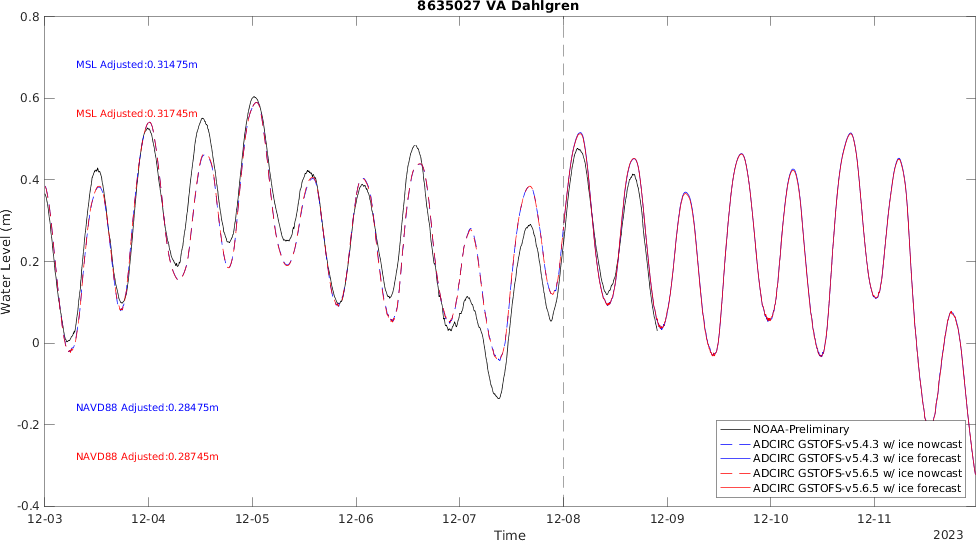 8635027 VA Dahlgren
0.8
MSL Adjusted:0.31475m
0.6
MSL Adjusted:0.31745m
0.4
Water Level (m)
0.2
0
NAVD88 Adjusted:0.28475m
-0.2
NOAA-Preliminary
ADCIRC GSTOFS-v5.4.3 w/ ice nowcast
NAVD88 Adjusted:0.28745m
ADCIRC GSTOFS-v5.4.3 w/ ice forecast
ADCIRC GSTOFS-v5.6.5 w/ ice nowcast
ADCIRC GSTOFS-v5.6.5 w/ ice forecast
-0.4
12-03 12-04 12-05 12-06 12-07 12-08 12-09 12-10 12-11
Time
2023